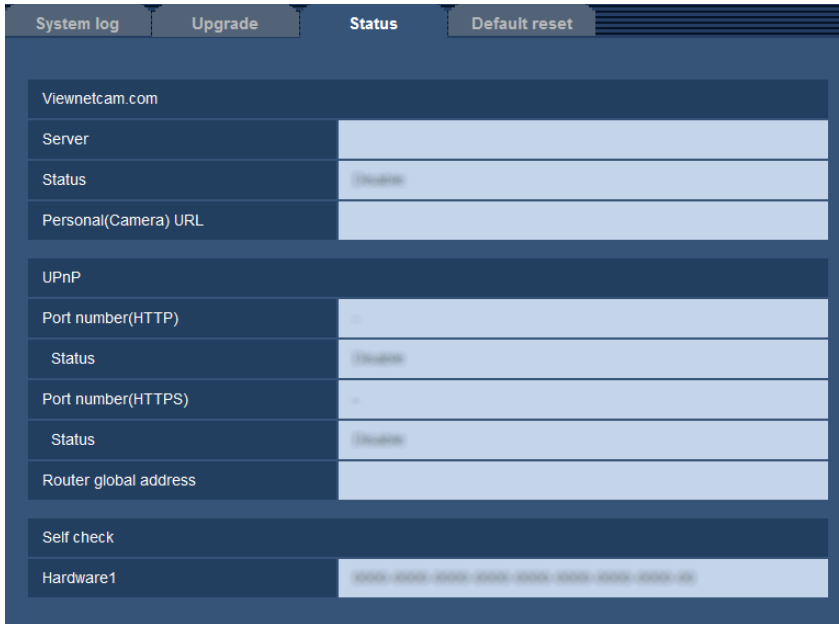 System log Upgrade Status Default reset
Viewnetcam.com
Server
Status
Personal(Camera) URL
UPnP
Port number(HTTP)
-
Status
Port number(HTTPS)
-
Status
Router global address
Self check
Hardware1